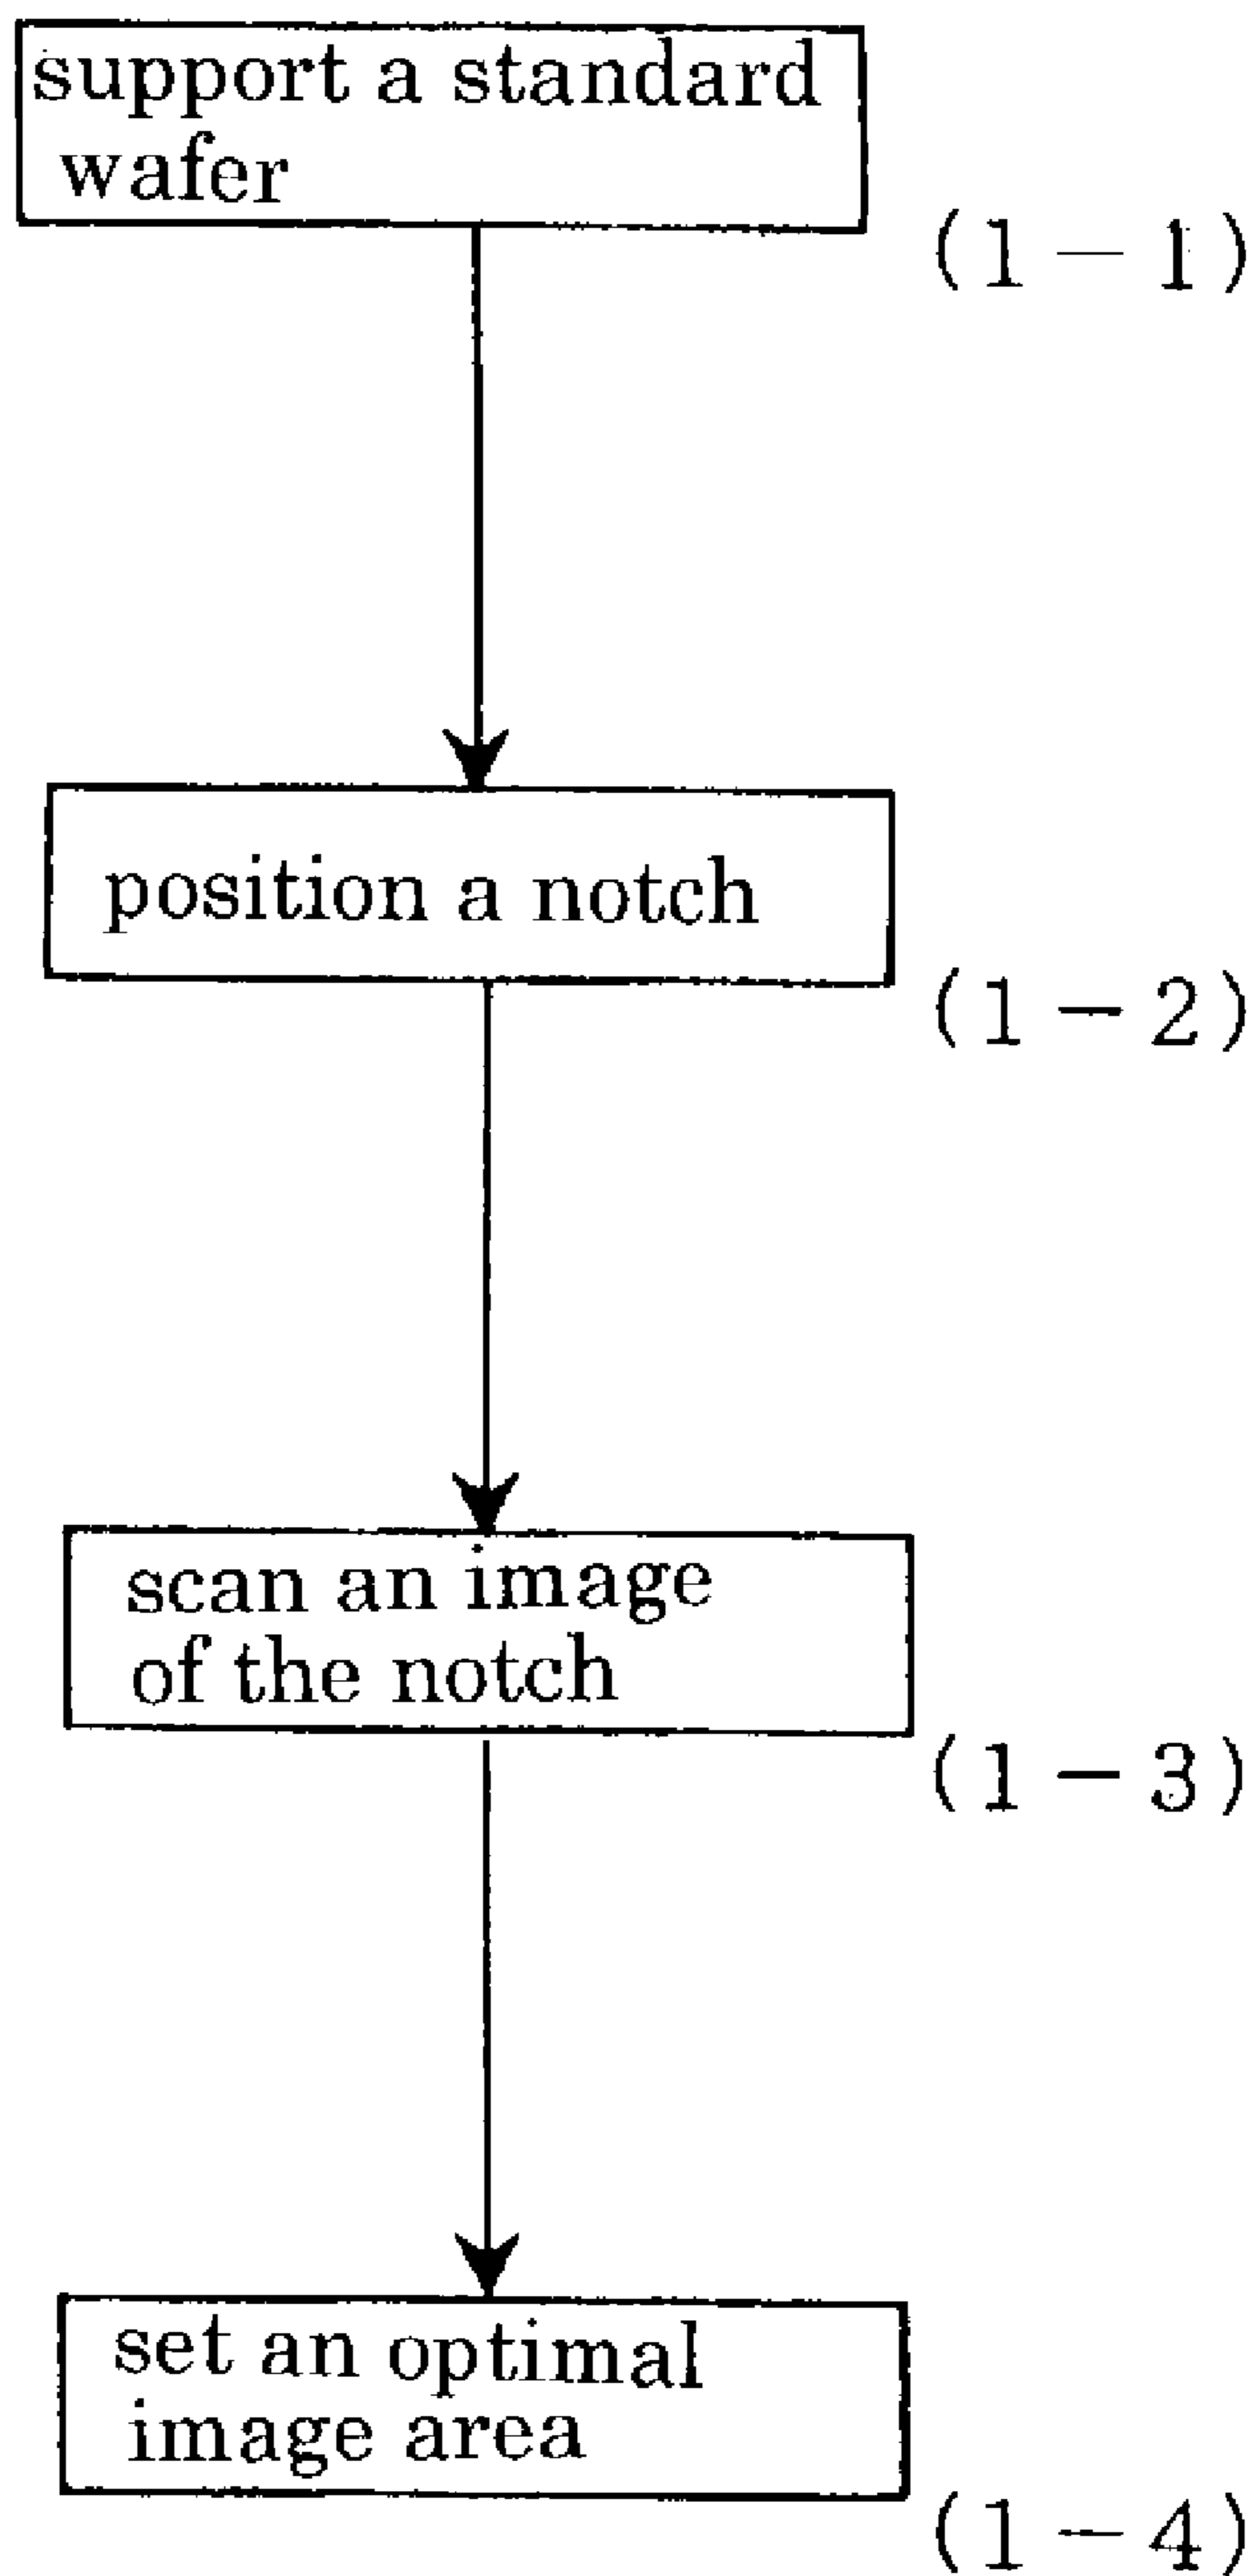 support a standard
wafer
(1-1)
position a notch
(1-2)
scan an image
of the notch
(1-3)
set an optimal
image area
(1-4)